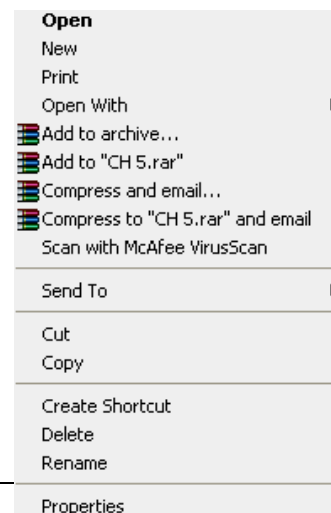 Open
New
Print
Open With
Add to archive...
Add to "CH 5.rar"
Compress and email...
Compress to "CH 5.rar" and email
Scan with McAfee VirusScan
Send To
Cut
Copy
Create Shortcut
Delete
Rename
Properties